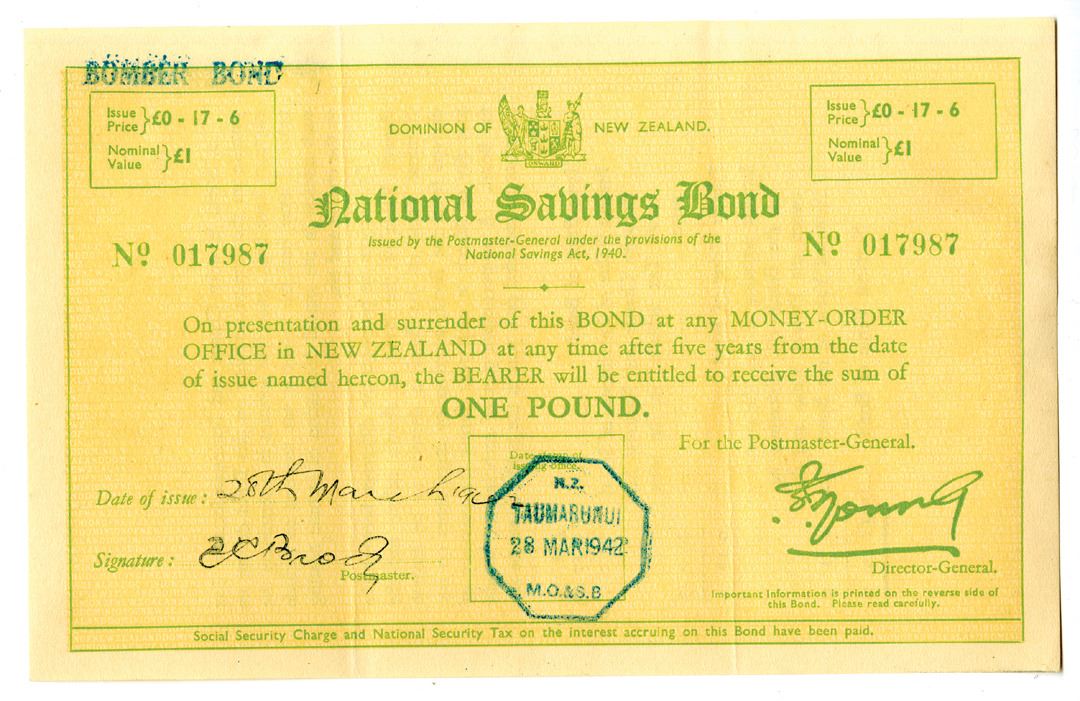 BOMBER BOND
Issue Price } £0 - 17 - 6
Nominal Value } £1
DOMINION OF NEW ZEALAND.
ONWARD
Issue Price } £0 - 17 - 6
Nominal Value } £1
National Savings Bond
Issued by the Postmaster-General under the provisions of the
National Savings Act, 1940.
No 017987
No 017987
On presentation and surrender of this BOND at any MONEY-ORDER
OFFICE in NEW ZEALAND at any time after five years from the date
of issue named hereon, the BEARER will be entitled to receive the sum of
ONE POUND.
For the Postmaster-General.
Date stamp of
issuing office.
Date of issue: 28th March 1942
N.Z.
TAUMARUNUI
28 MAR 1942
M.O. & S.B
Signature:
Postmaster.
Director-General.
Important Information is printed on the reverse side of
this Bond. Please read carefully.
Social Security Charge and National Security Tax on the interest accruing on this Bond have been paid.